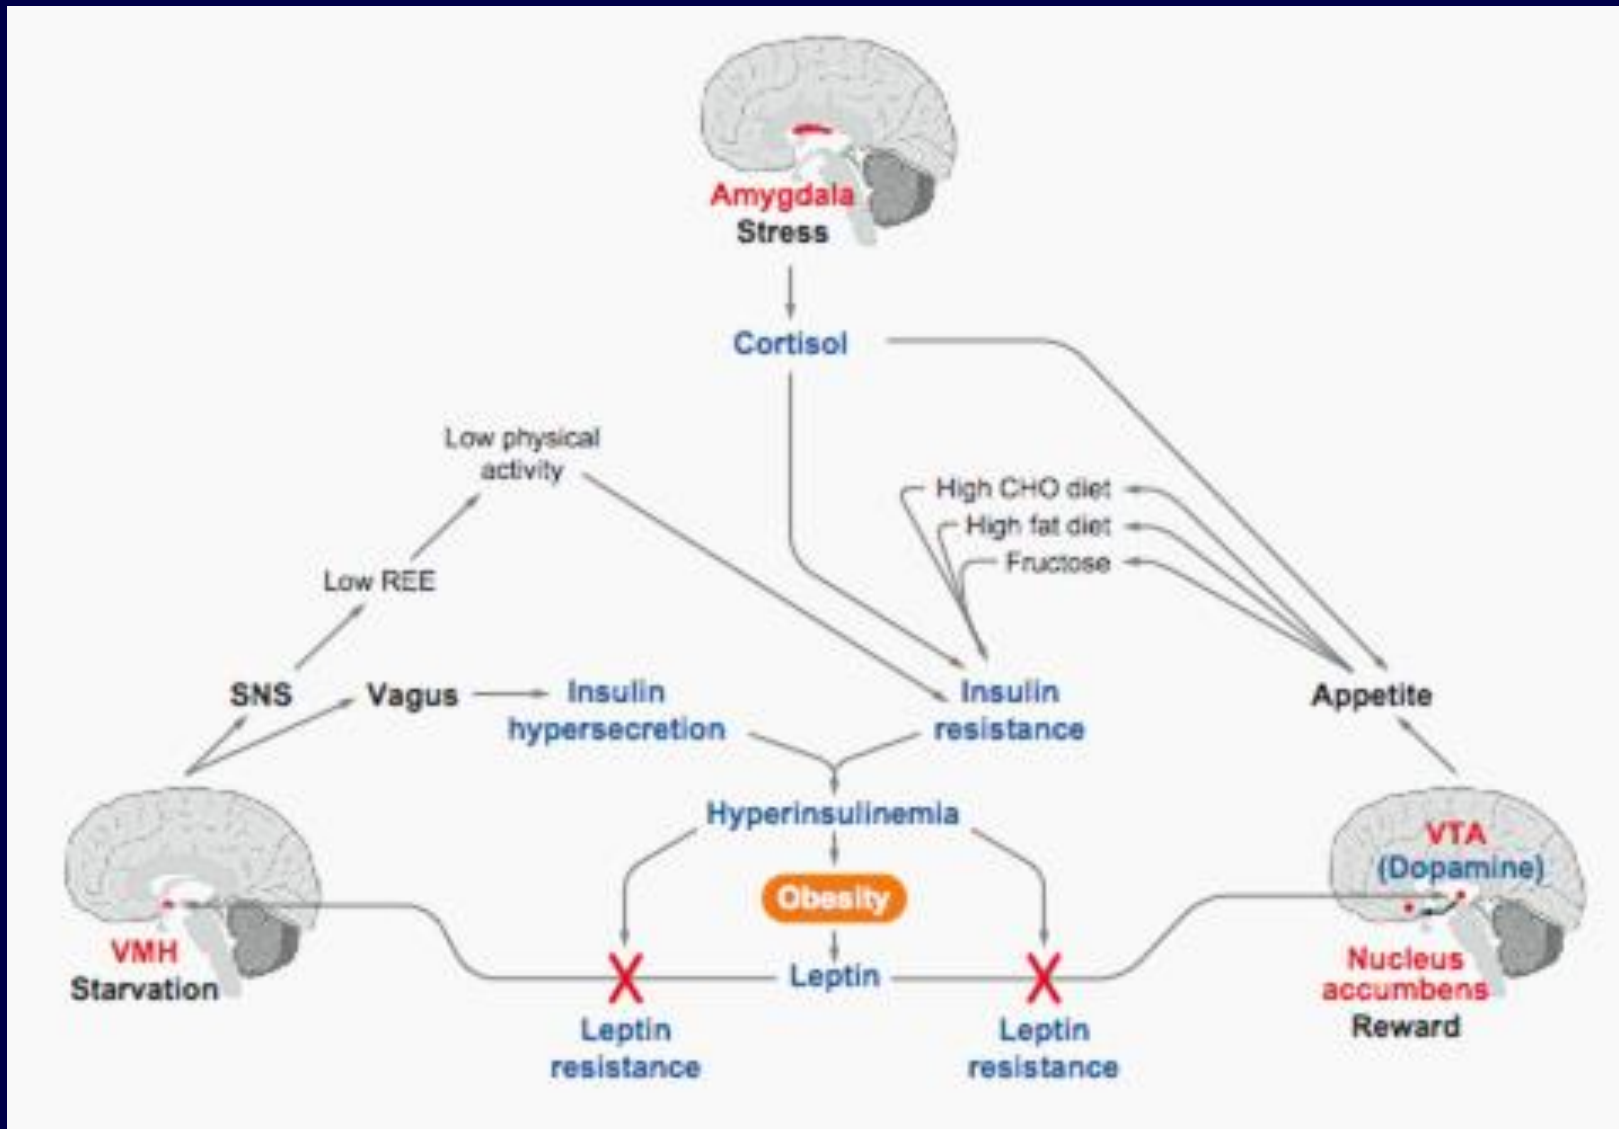 Amygdala
Stress
Cortisol
Low physical
activity
High CHO diet
High fat diet
Fructose
Low REE
SNS
Vagus
Insulin
hypersecretion
Insulin
resistance
Appetite
Hyperinsulinemia
Obesity
Leptin
VMH
Starvation
VTA
(Dopamine)
Nucleus
accumbens
Reward
Leptin
resistance
Leptin
resistance